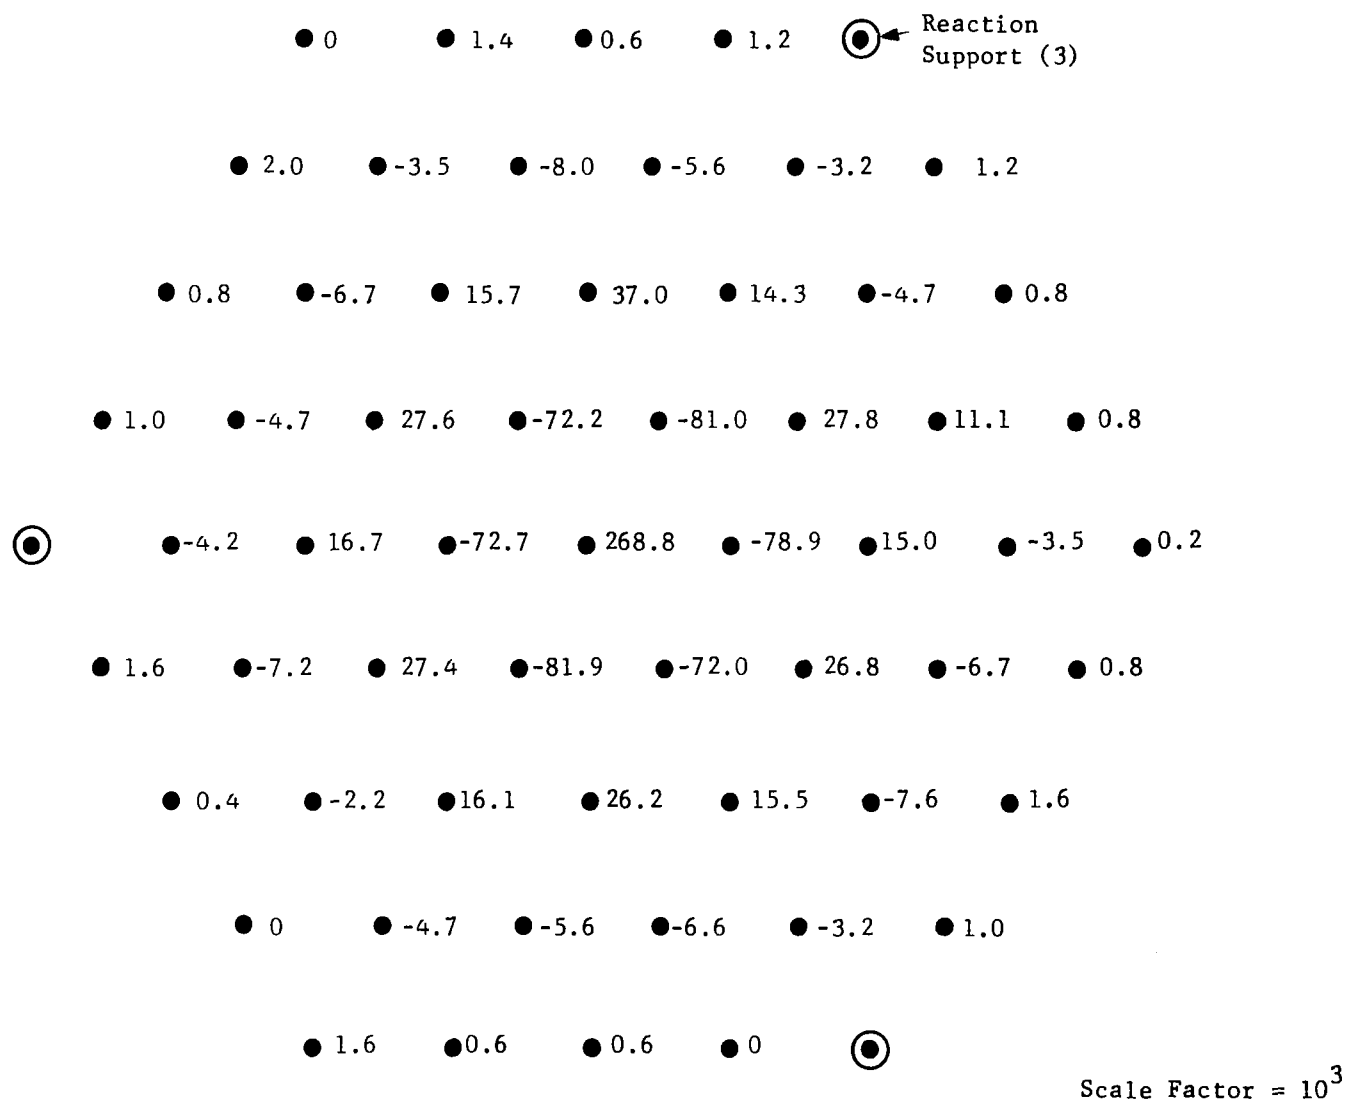 0 1.4 0.6 1.2 Reaction
Support (3)
2.0 -3.5 -8.0 -5.6 -3.2 1.2
0.8 -6.7 15.7 37.0 14.3 -4.7 0.8
1.0 -4.7 27.6 -72.2 -81.0 27.8 11.1 0.8
-4.2 16.7 -72.7 268.8 -78.9 15.0 -3.5 0.2
1.6 -7.2 27.4 -81.9 -72.0 26.8 -6.7 0.8
0.4 -2.2 16.1 26.2 15.5 -7.6 1.6
0 -4.7 -5.6 -6.6 -3.2 1.0
1.6 0.6 0.6 0
Scale Factor = 10³